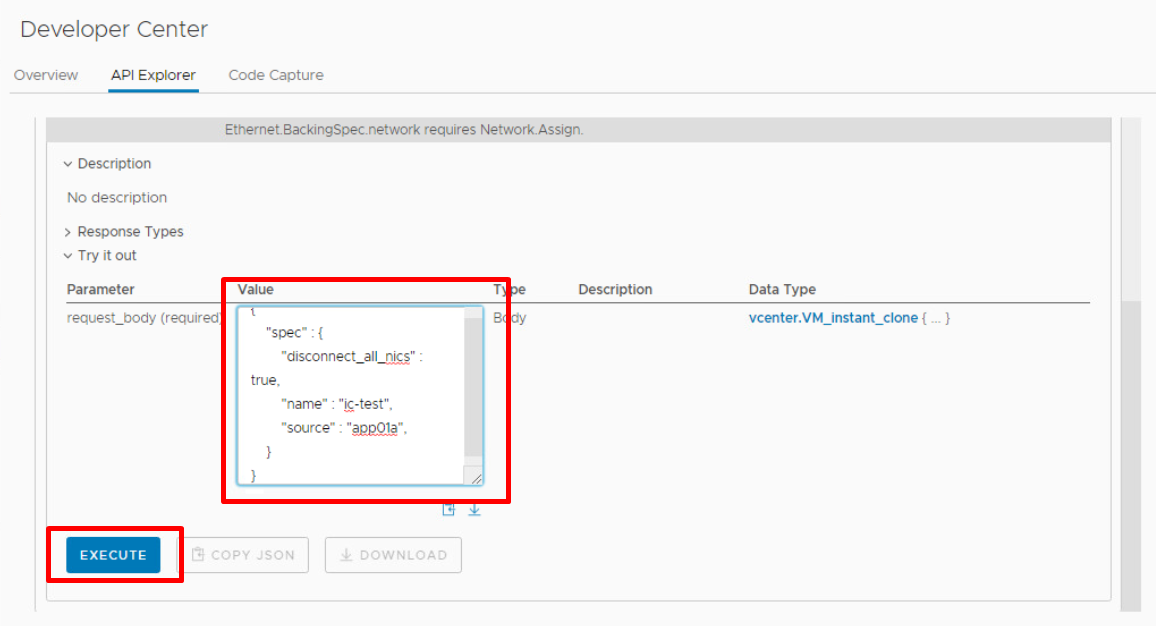 Developer Center
Overview API Explorer Code Capture
Ethernet.BackingSpec.network requires Network.Assign.
Description
No description
Response Types
Try it out
Parameter Value Type Description Data Type
request_body (required) Body vcenter.VM_instant_clone { ... }
{
"spec" : {
"disconnect_all_nics" :
true,
"name" : "ic-test",
"source" : "app01a",
}
}
EXECUTE COPY JSON DOWNLOAD